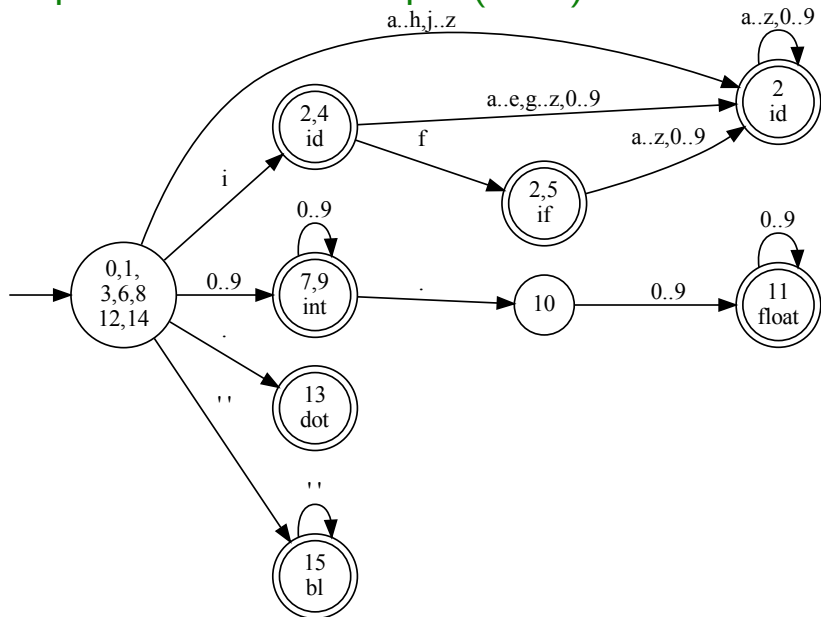 a..h,j..z
a..z,0..9
2
id
2,4
id
a..e,g..z,0..9
f
a..z,0..9
i
2,5
if
0..9
0..9
0,1,
3,6,8
12,14
0..9
7,9
int
.
10
0..9
11
float
.
13
dot
' '
' '
15
bl